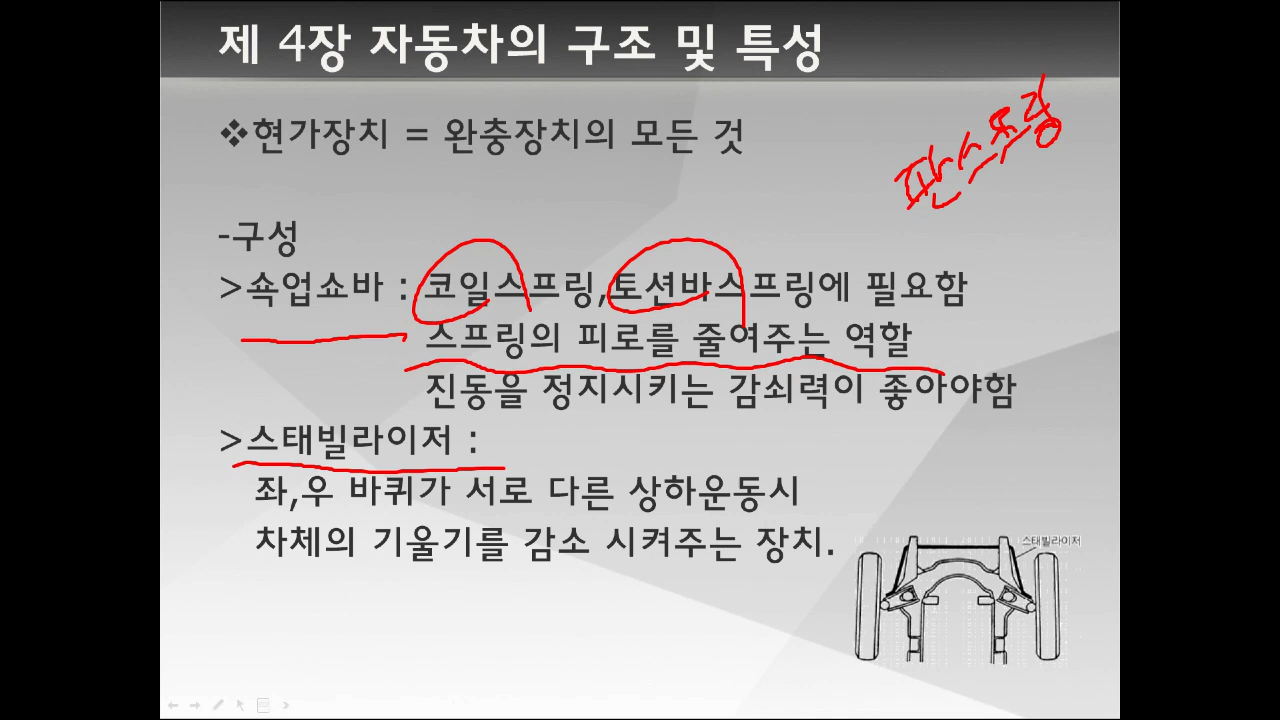 제 4장 자동차의 구조 및 특성
❖현가장치 = 완충장치의 모든 것
판스프링
-구성
>쇽업쇼바 : 코일스프링,토션바스프링에 필요함
스프링의 피로를 줄여주는 역할
진동을 정지시키는 감쇠력이 좋아야함
>스태빌라이저 :
좌,우 바퀴가 서로 다른 상하운동시
차체의 기울기를 감소 시켜주는 장치.
스태빌라이저